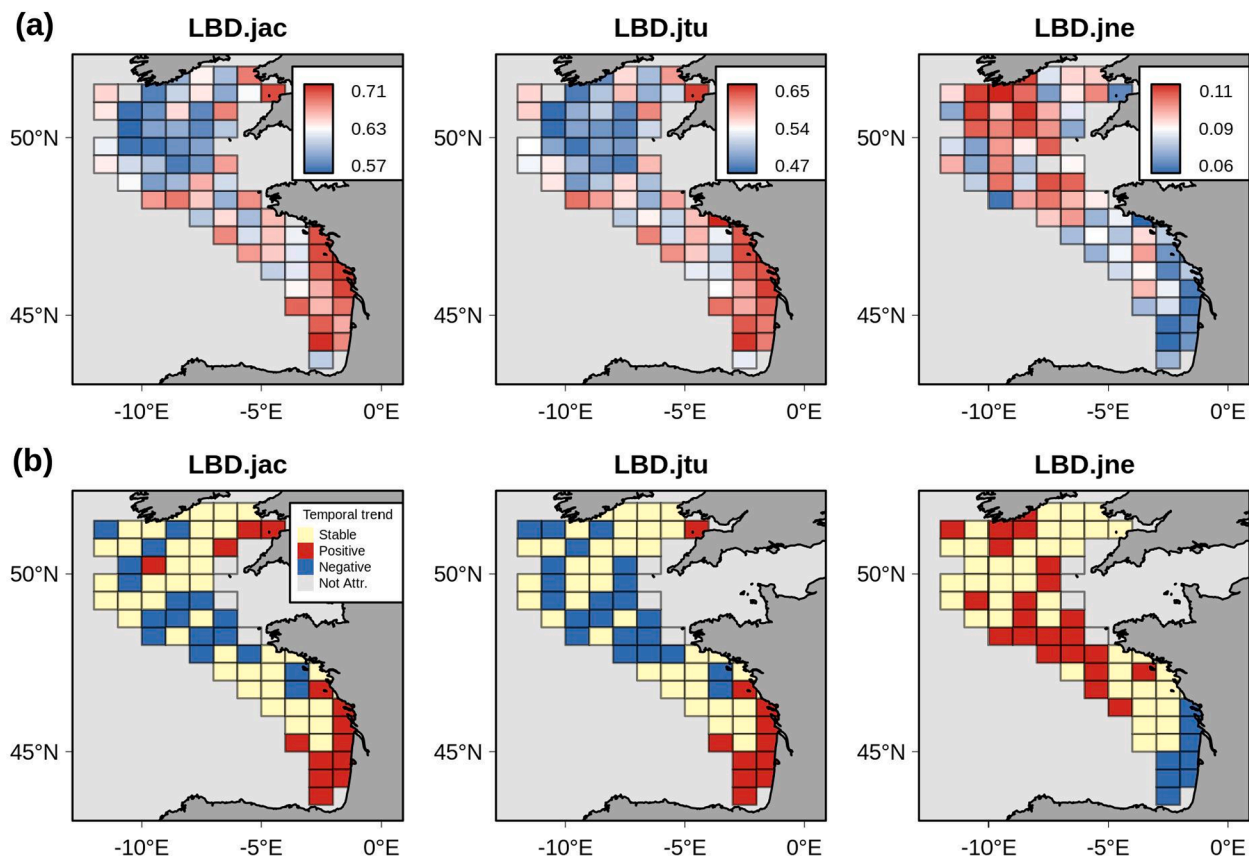 (a)
LBD.jac
LBD.jtu
LBD.jne
0.71
0.63
0.57
0.65
0.54
0.47
0.11
0.09
0.06
50°N
45°N
50°N
45°N
50°N
45°N
-10°E -5°E 0°E
-10°E -5°E 0°E
-10°E -5°E 0°E
(b)
LBD.jac
LBD.jtu
LBD.jne
Temporal trend
Stable
Positive
Negative
Not Attr.
50°N
45°N
50°N
45°N
50°N
45°N
-10°E -5°E 0°E
-10°E -5°E 0°E
-10°E -5°E 0°E